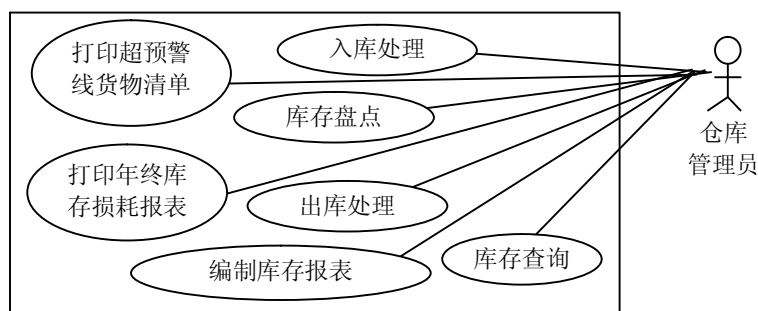 打印超预警
线货物清单
入库处理
库存盘点
打印年终库
存损耗报表
出库处理
编制库存报表
库存查询
仓库
管理员